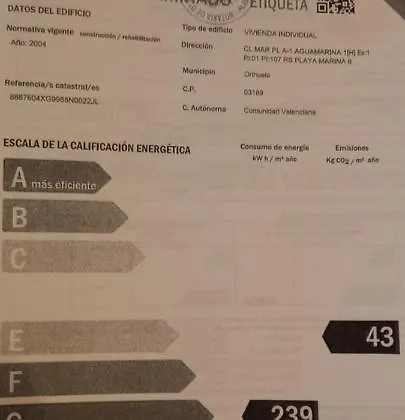 ETIQUETA
DATOS DEL EDIFICIO
Normativa vigente construcción / rehabilitación
Año: 2004
Referencia/s catastral/es
8667604XG9968N0022JL
Tipo de edificio VIVIENDA INDIVIDUAL
Dirección CL MAR PL A-1 AGUAMARINA 1[H] Es:1
Pl:01 Pt:107 RS PLAYA MARINA II
Municipio Orihuela
C.P. 03189
C. Autónoma Comunidad Valenciana
ESCALA DE LA CALIFICACIÓN ENERGÉTICA
Consumo de energía
kW h / m² año
Emisiones
Kg CO2 / m² año
A más eficiente
B
C
E 43
F
G 239